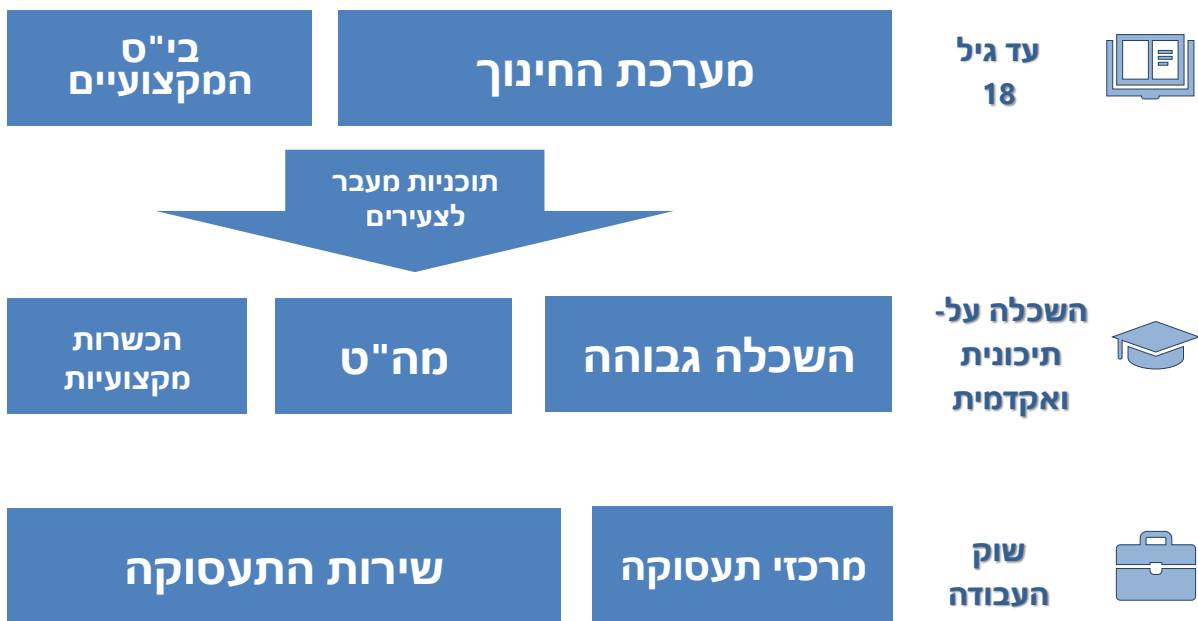 עד גיל
18
מערכת החינוך
בי"ס
המקצועיים
תוכניות מעבר
לצעירים
השכלה על-
תיכונית
ואקדמית
השכלה גבוהה
מה"ט
הכשרות
מקצועיות
שוק
העבודה
מרכזי תעסוקה
שירות התעסוקה